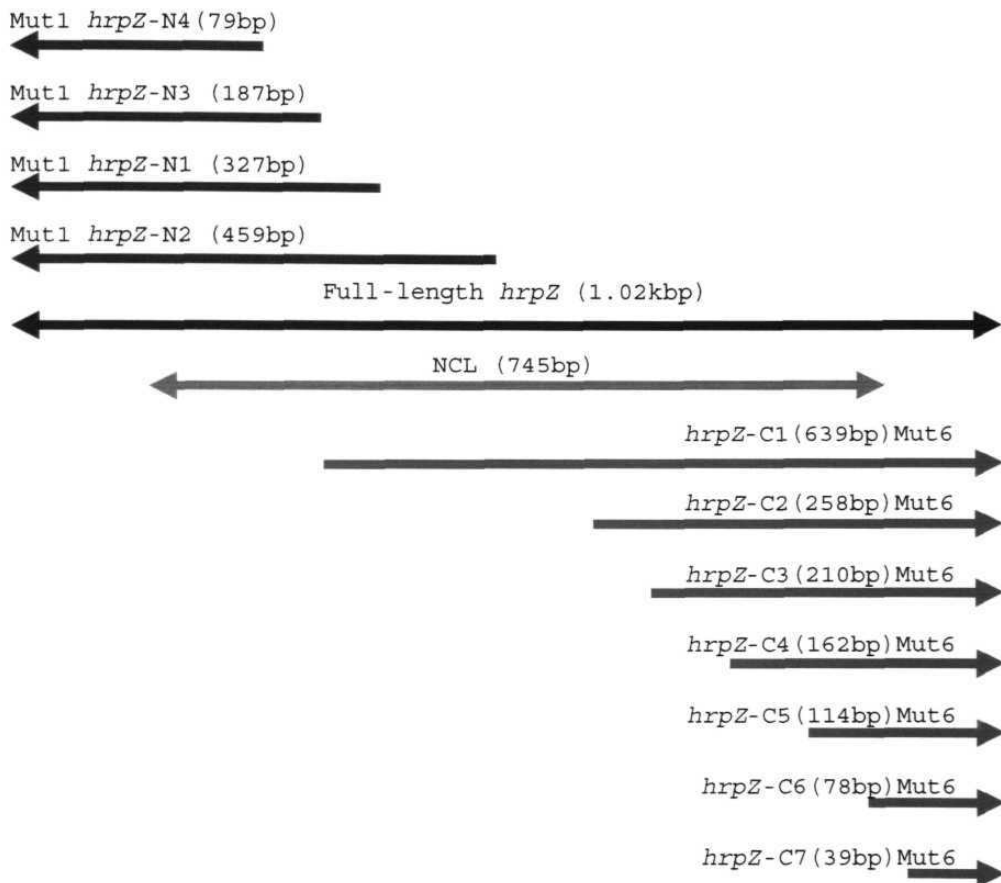 Mut1 hrpZ-N4(79bp)
Mut1 hrpZ-N3 (187bp)
Mut1 hrpZ-N1 (327bp)
Mut1 hrpZ-N2 (459bp)
Full-length hrpZ (1.02kbp)
NCL (745bp)
hrpZ-C1(639bp)Mut6
hrpZ-C2(258bp)Mut6
hrpZ-C3(210bp)Mut6
hrpZ-C4(162bp)Mut6
hrpZ-C5(114bp)Mut6
hrpZ-C6(78bp)Mut6
hrpZ-C7(39bp)Mut6